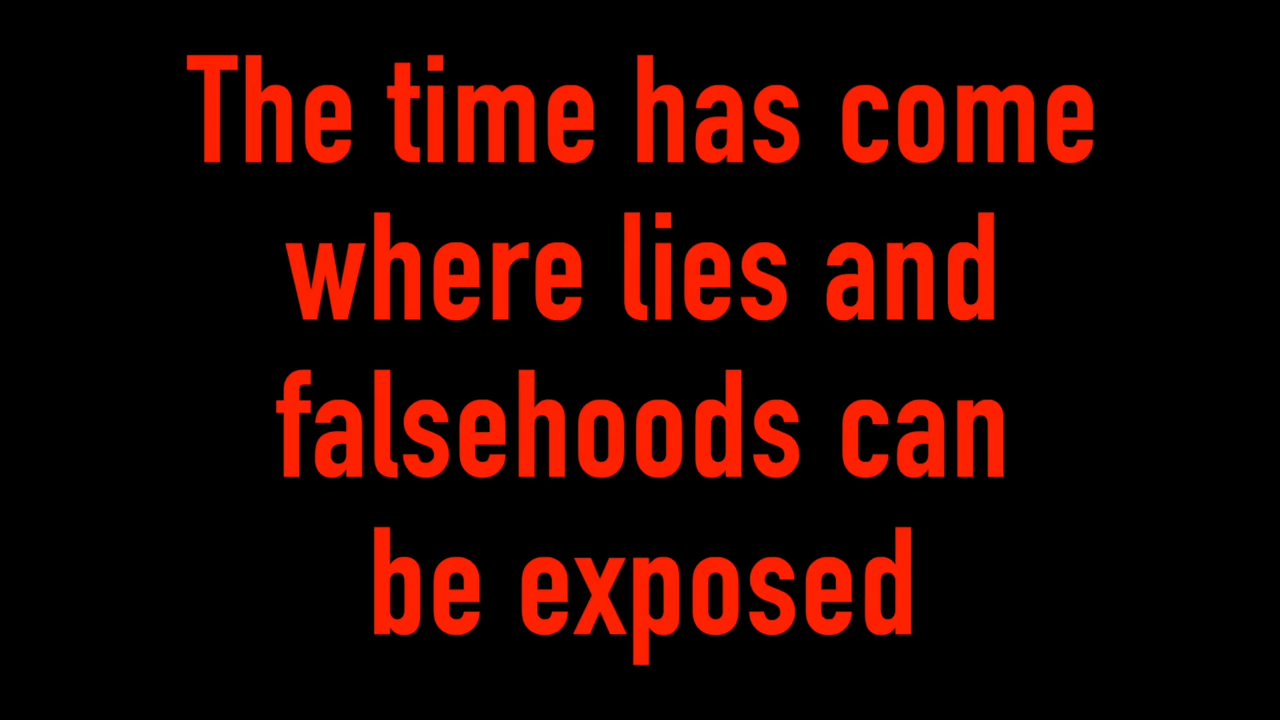 The time has come
where lies and
falsehoods can
be exposed